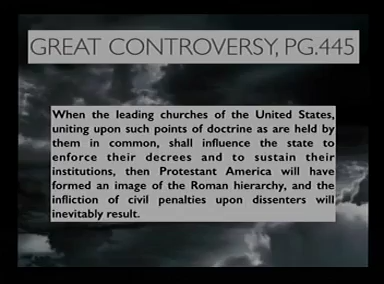 GREAT CONTROVERSY, PG.445
When the leading churches of the United States,
uniting upon such points of doctrine as are held by
them in common, shall influence the state to
enforce their decrees and to sustain their
institutions, then Protestant America will have
formed an image of the Roman hierarchy, and the
infliction of civil penalties upon dissenters will
inevitably result.